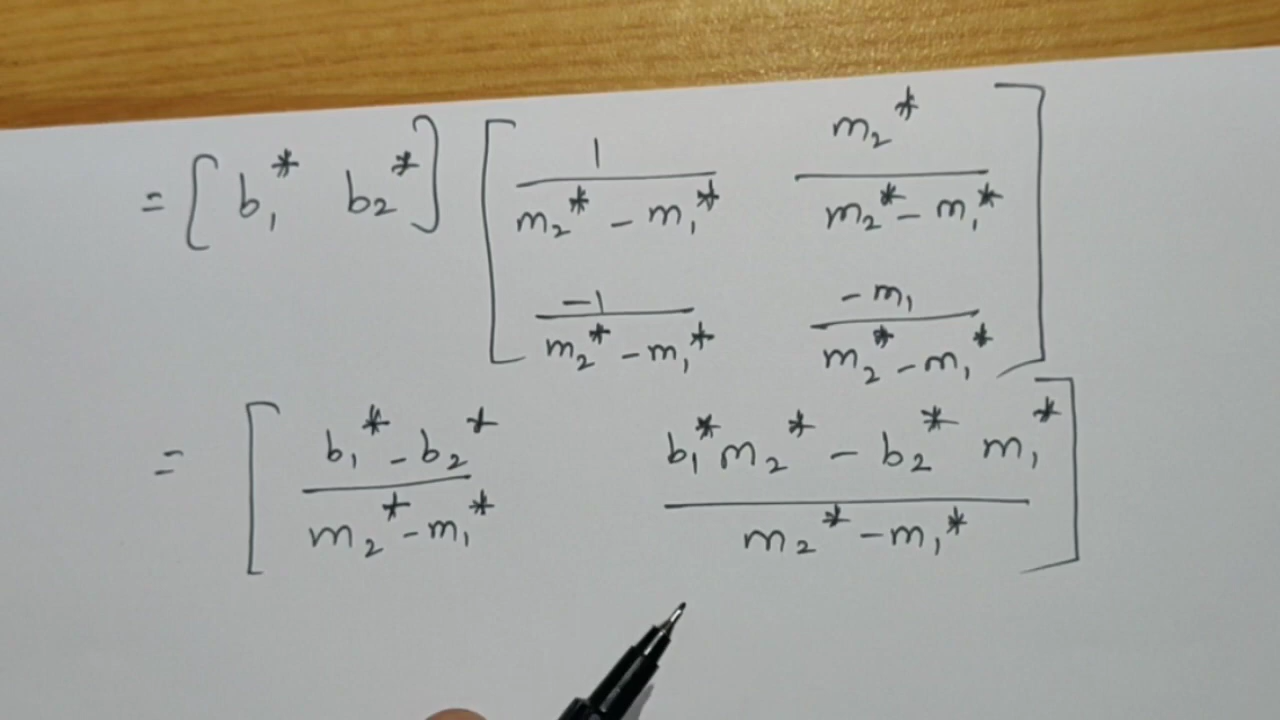 = [ b₁* b₂* ] [ 1/(m₂* - m₁*) m₂*/(m₂* - m₁*)
-1/(m₂* - m₁*) -m₁/(m₂* - m₁*) ]
= [ (b₁* - b₂*)/(m₂* - m₁*) (b₁* m₂* - b₂* m₁*)/(m₂* - m₁*) ]